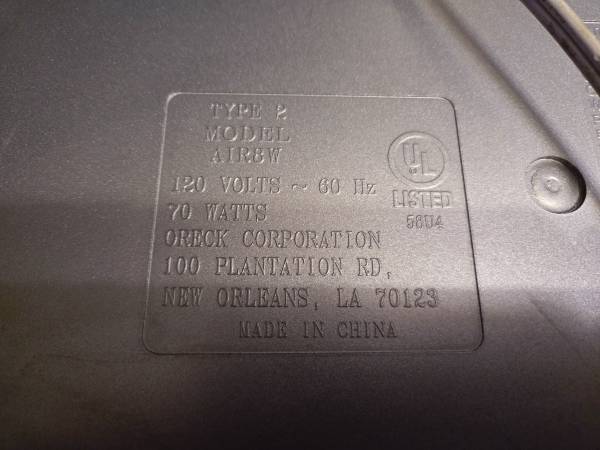 TYPE 2
MODEL
AIR8W
120 VOLTS ~ 60 Hz
70 WATTS
ORECK CORPORATION
100 PLANTATION RD,
NEW ORLEANS, LA 70123
MADE IN CHINA
UL
LISTED
56U4